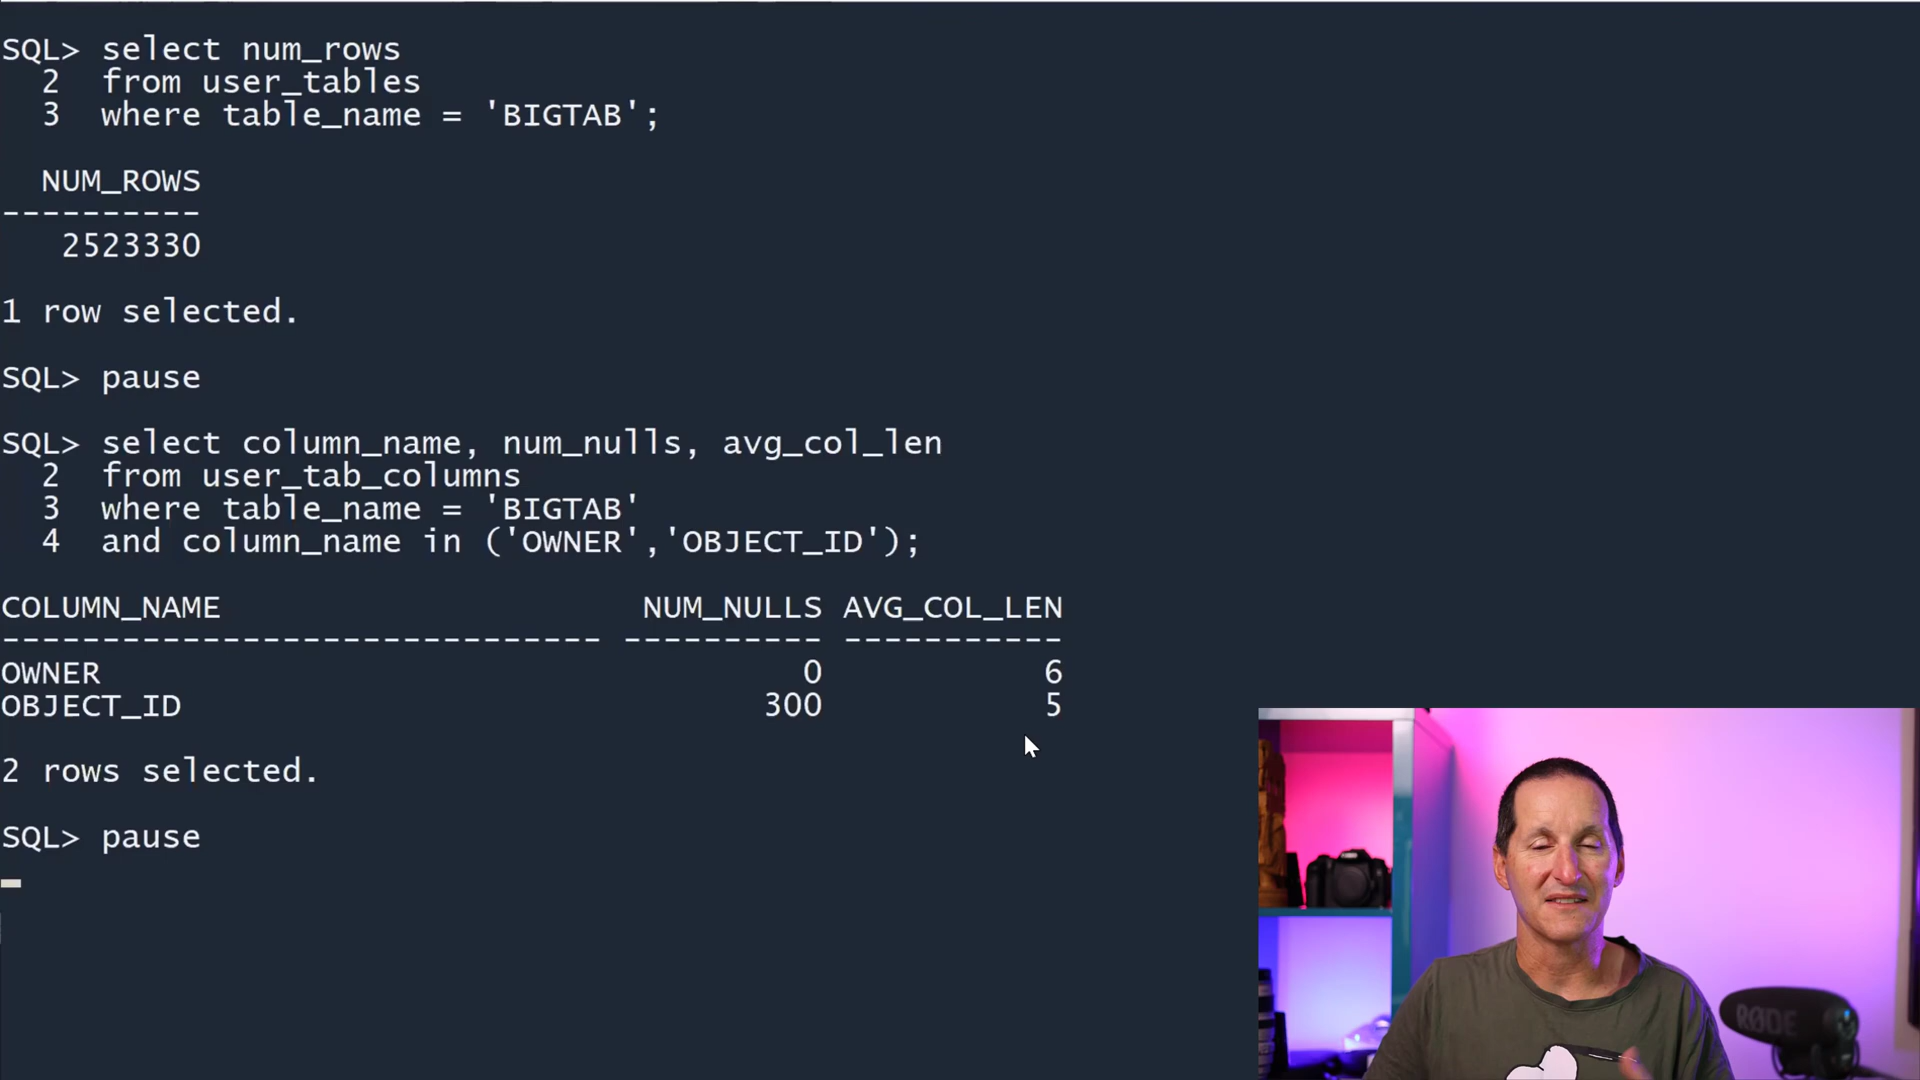 SQL> select num_rows
2 from user_tables
3 where table_name = 'BIGTAB';
NUM_ROWS
----------
2523330
1 row selected.
SQL> pause
SQL> select column_name, num_nulls, avg_col_len
2 from user_tab_columns
3 where table_name = 'BIGTAB'
4 and column_name in ('OWNER','OBJECT_ID');
COLUMN_NAME NUM_NULLS AVG_COL_LEN
------------------------------ ---------- -----------
OWNER 0 6
OBJECT_ID 300 5
2 rows selected.
SQL> pause
RØDE